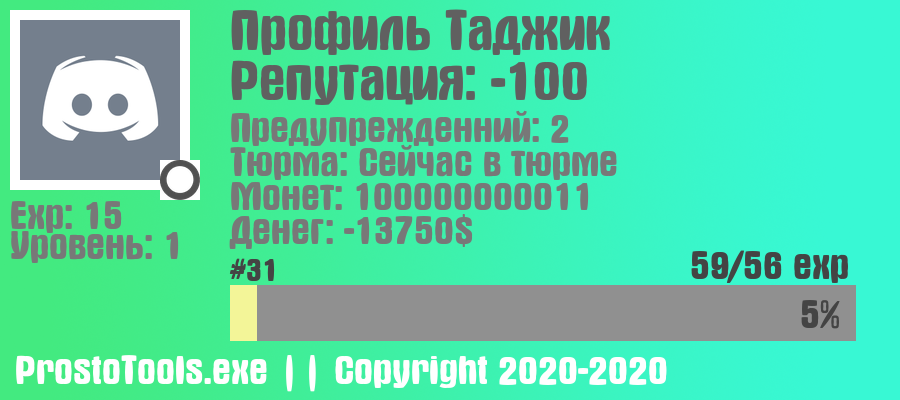 Профиль Таджик
Репутация: -100
Предупрежденний: 2
Тюрма: Сейчас в тюрме
Монет: 100000000011
Денег: -13750$
Exp: 15
Уровень: 1
#31
59/56 exp
5%
ProstoTools.exe || Copyright 2020-2020